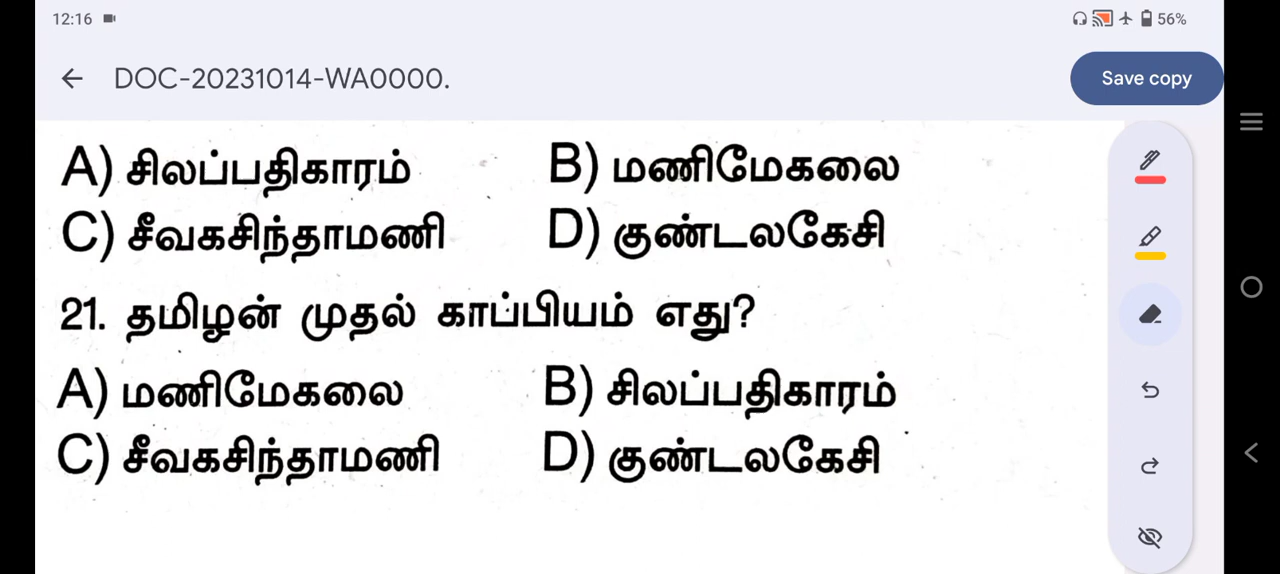 12:16
56%
DOC-20231014-WA0000.
Save copy
A) சிலப்பதிகாரம் B) மணிமேகலை
C) சீவகசிந்தாமணி D) குண்டலகேசி
21. தமிழன் முதல் காப்பியம் எது?
A) மணிமேகலை B) சிலப்பதிகாரம்
C) சீவகசிந்தாமணி D) குண்டலகேசி